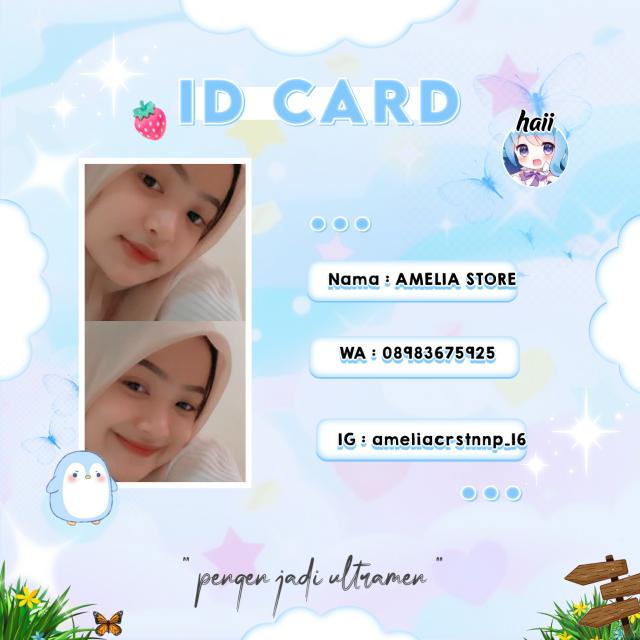 ID CARD
haii
Nama : AMELIA STORE
WA : 08983675925
IG : ameliacrstnnp_16
" pengen jadi ultramen "